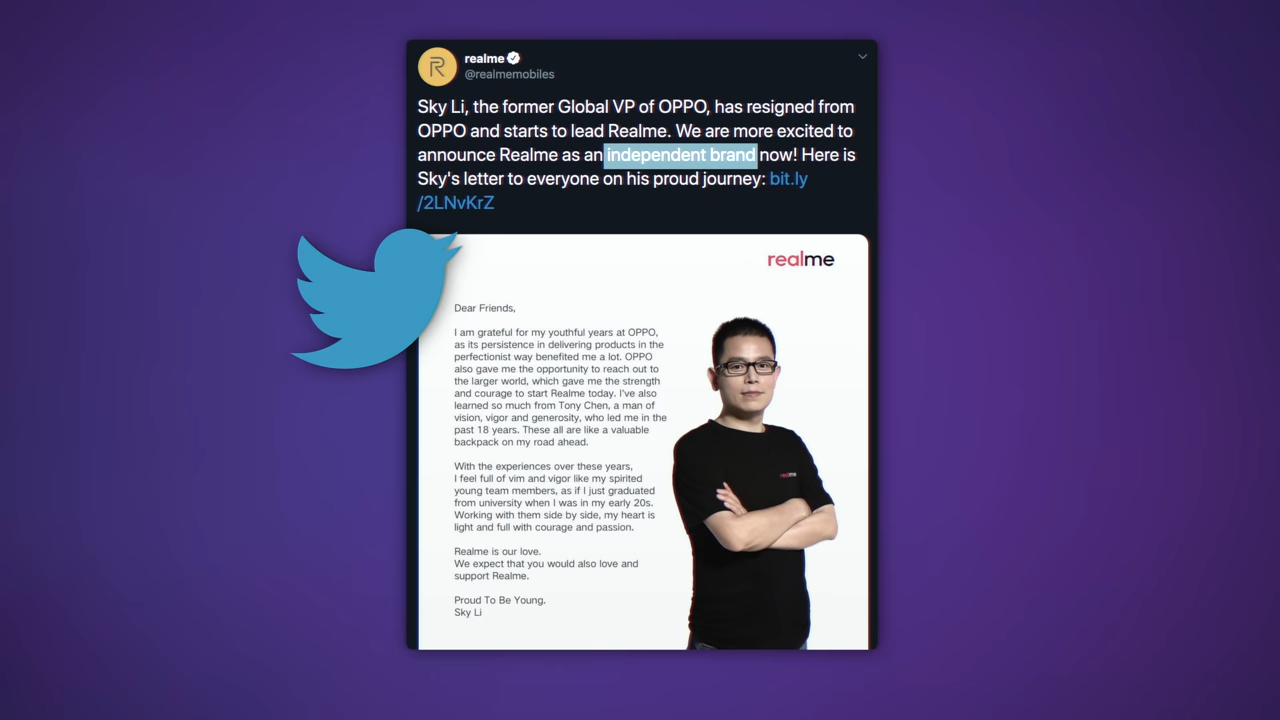 realme
@realmemobiles
Sky Li, the former Global VP of OPPO, has resigned from
OPPO and starts to lead Realme. We are more excited to
announce Realme as an independent brand now! Here is
Sky's letter to everyone on his proud journey: bit.ly
/2LNvKrZ
realme
Dear Friends,
I am grateful for my youthful years at OPPO,
as its persistence in delivering products in the
perfectionist way benefited me a lot. OPPO
also gave me the opportunity to reach out to
the larger world, which gave me the strength
and courage to start Realme today. I've also
learned so much from Tony Chen, a man of
vision, vigor and generosity, who led me in the
past 18 years. These all are like a valuable
backpack on my road ahead.
With the experiences over these years,
I feel full of vim and vigor like my spirited
young team members, as if I just graduated
from university when I was in my early 20s.
Working with them side by side, my heart is
light and full with courage and passion.
Realme is our love.
We expect that you would also love and
support Realme.
Proud To Be Young.
Sky Li
realme